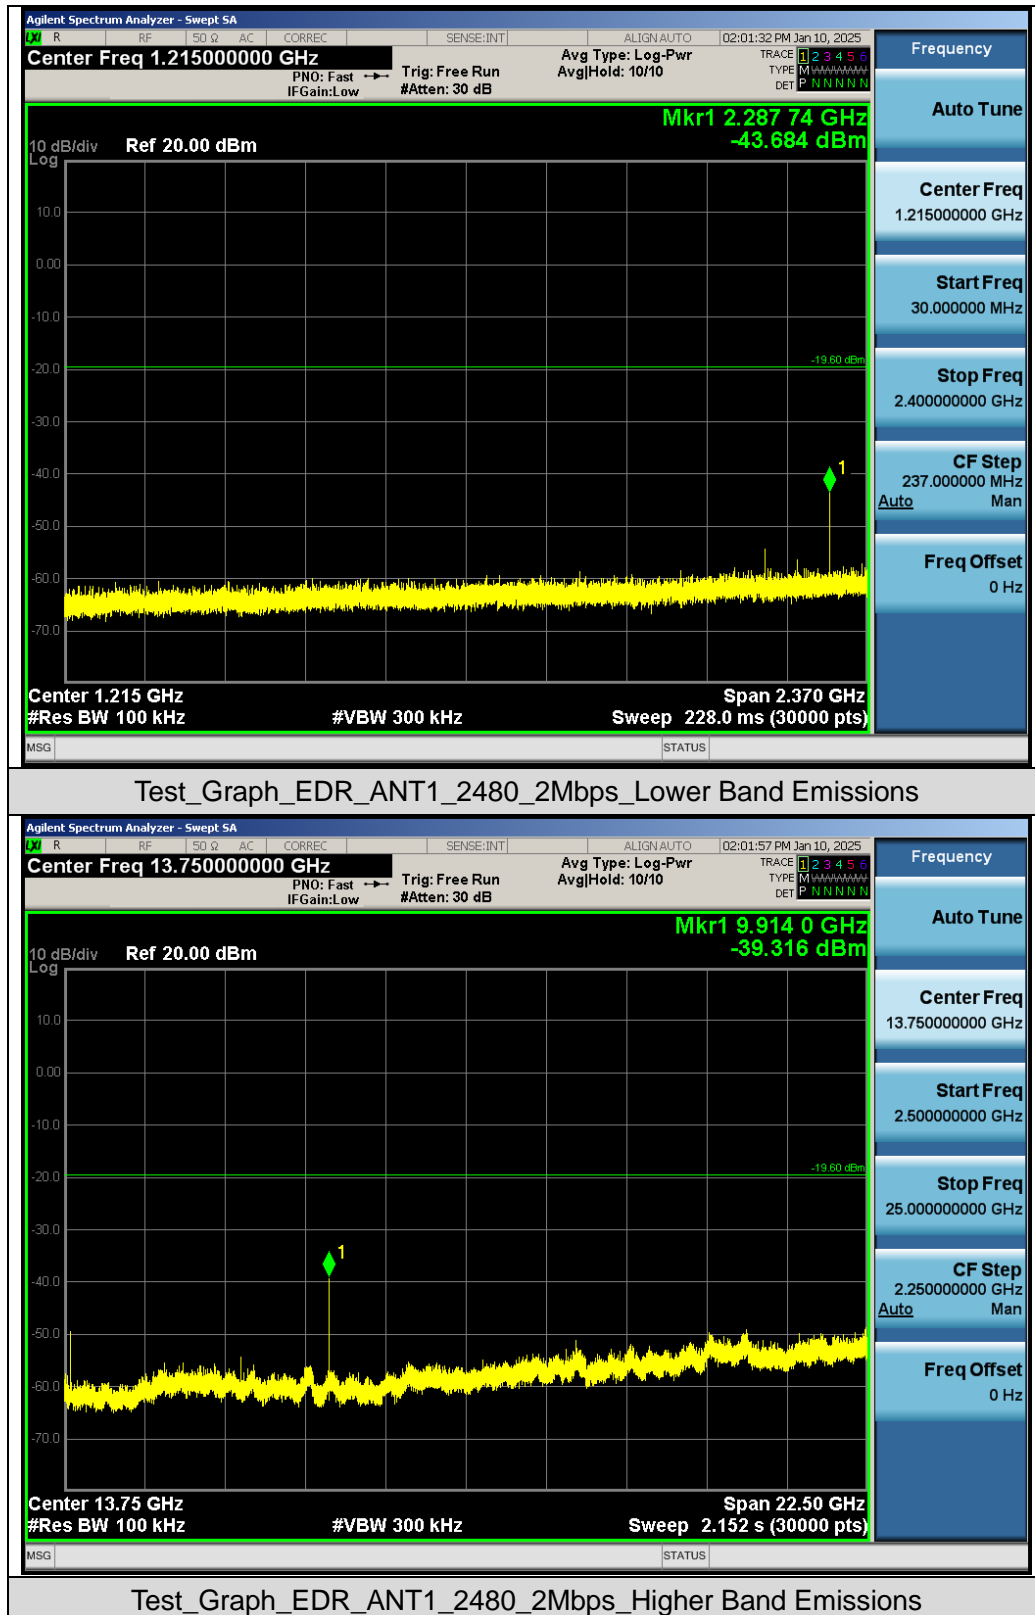 Agilent Spectrum Analyzer - Swept SA
LXI R RF 50 Ω AC CORREC SENSE:INT ALIGN AUTO 02:01:32 PM Jan 10, 2025
Center Freq 1.215000000 GHz
PNO: Fast
IFGain:Low
Trig: Free Run
#Atten: 30 dB
Avg Type: Log-Pwr
Avg|Hold: 10/10
TRACE 1 2 3 4 5 6
TYPE M
DET P N N N N N
Mkr1 2.287 74 GHz
-43.684 dBm
10 dB/div Ref 20.00 dBm
Log
10.0
0.00
-10.0
-19.60 dBm
-20.0
-30.0
-40.0
1
-50.0
-60.0
-70.0
Center 1.215 GHz Span 2.370 GHz
#Res BW 100 kHz #VBW 300 kHz Sweep 228.0 ms (30000 pts)
MSG STATUS
Frequency
Auto Tune
Center Freq
1.215000000 GHz
Start Freq
30.000000 MHz
Stop Freq
2.400000000 GHz
CF Step
237.000000 MHz
Auto Man
Freq Offset
0 Hz
Test_Graph_EDR_ANT1_2480_2Mbps_Lower Band Emissions
Agilent Spectrum Analyzer - Swept SA
LXI R RF 50 Ω AC CORREC SENSE:INT ALIGN AUTO 02:01:57 PM Jan 10, 2025
Center Freq 13.750000000 GHz
PNO: Fast
IFGain:Low
Trig: Free Run
#Atten: 30 dB
Avg Type: Log-Pwr
Avg|Hold: 10/10
TRACE 1 2 3 4 5 6
TYPE M
DET P N N N N N
Mkr1 9.914 0 GHz
-39.316 dBm
10 dB/div Ref 20.00 dBm
Log
10.0
0.00
-10.0
-19.60 dBm
-20.0
-30.0
1
-40.0
-50.0
-60.0
-70.0
Center 13.75 GHz Span 22.50 GHz
#Res BW 100 kHz #VBW 300 kHz Sweep 2.152 s (30000 pts)
MSG STATUS
Frequency
Auto Tune
Center Freq
13.750000000 GHz
Start Freq
2.500000000 GHz
Stop Freq
25.000000000 GHz
CF Step
2.250000000 GHz
Auto Man
Freq Offset
0 Hz
Test_Graph_EDR_ANT1_2480_2Mbps_Higher Band Emissions